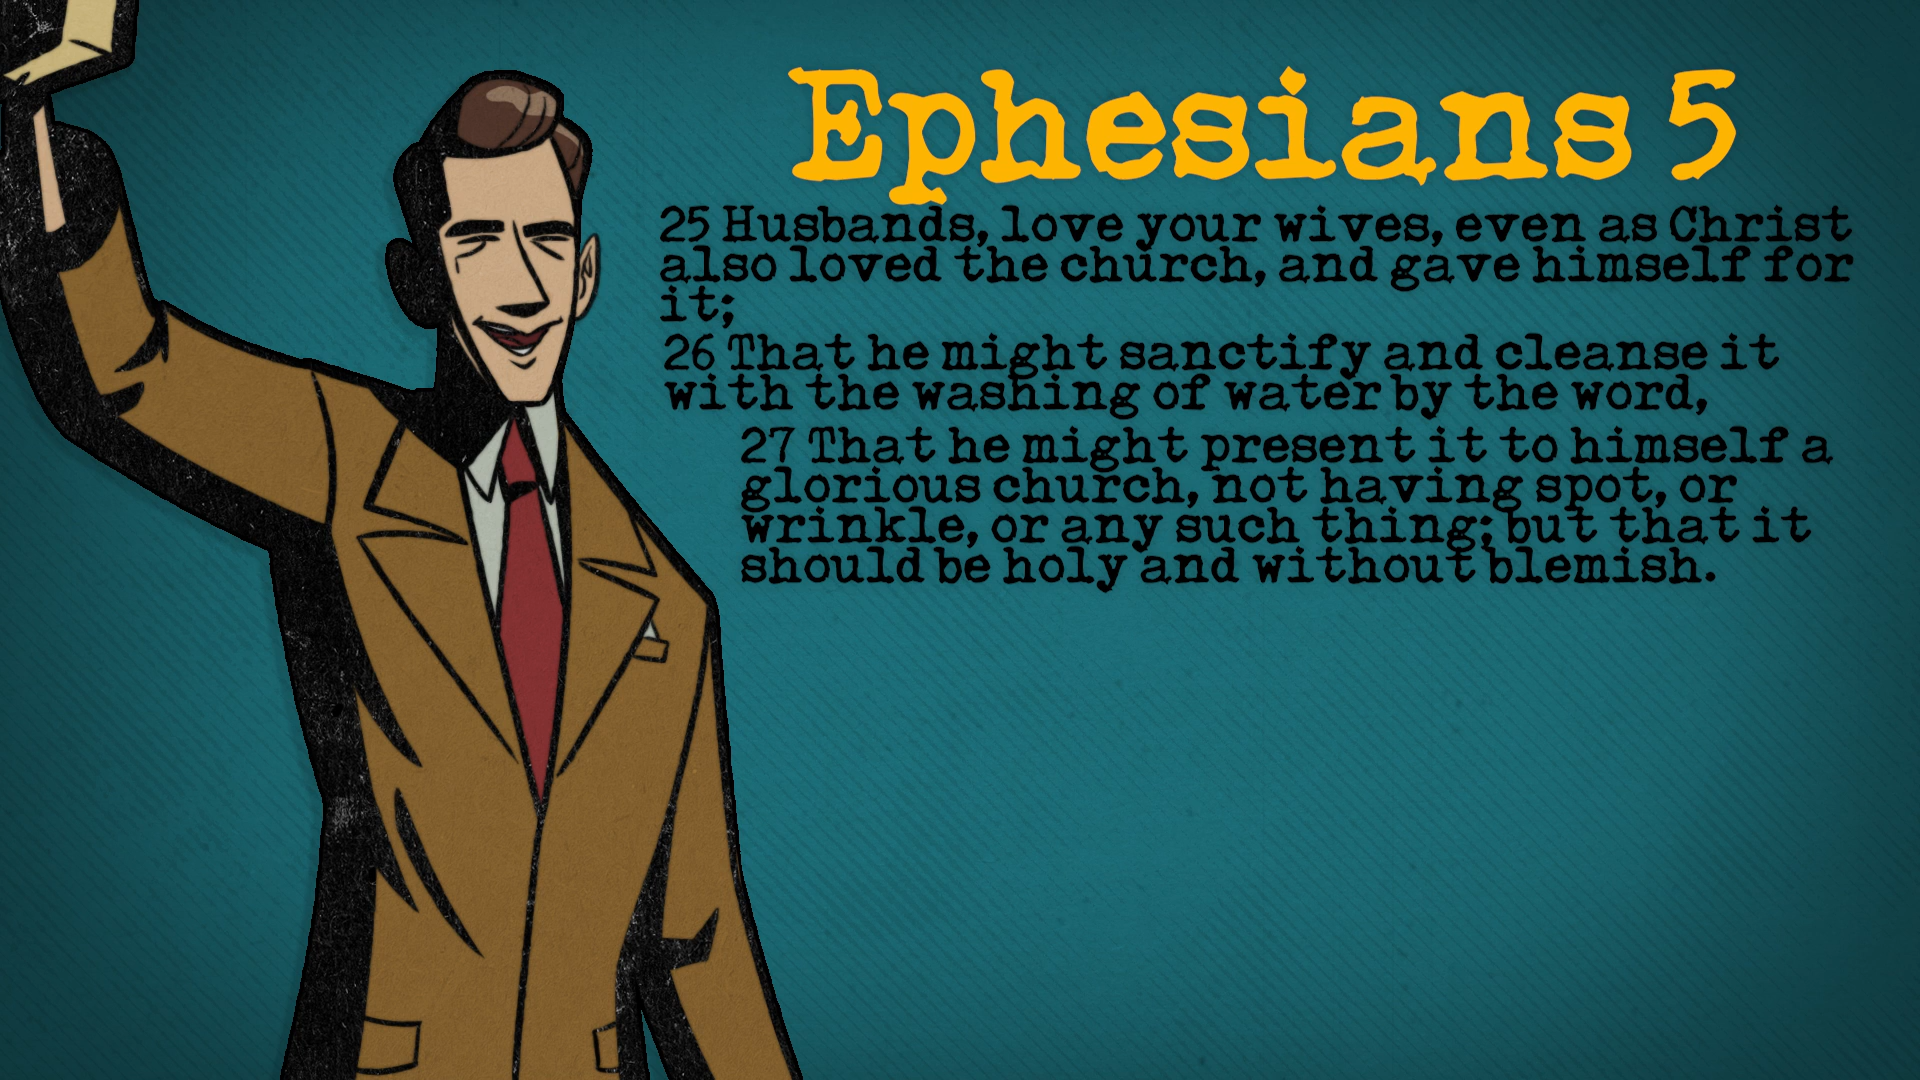 Ephesians 5
25 Husbands, love your wives, even as Christ
also loved the church, and gave himself for
it;
26 That he might sanctify and cleanse it
with the washing of water by the word,
27 That he might present it to himself a
glorious church, not having spot, or
wrinkle, or any such thing; but that it
should be holy and without blemish.